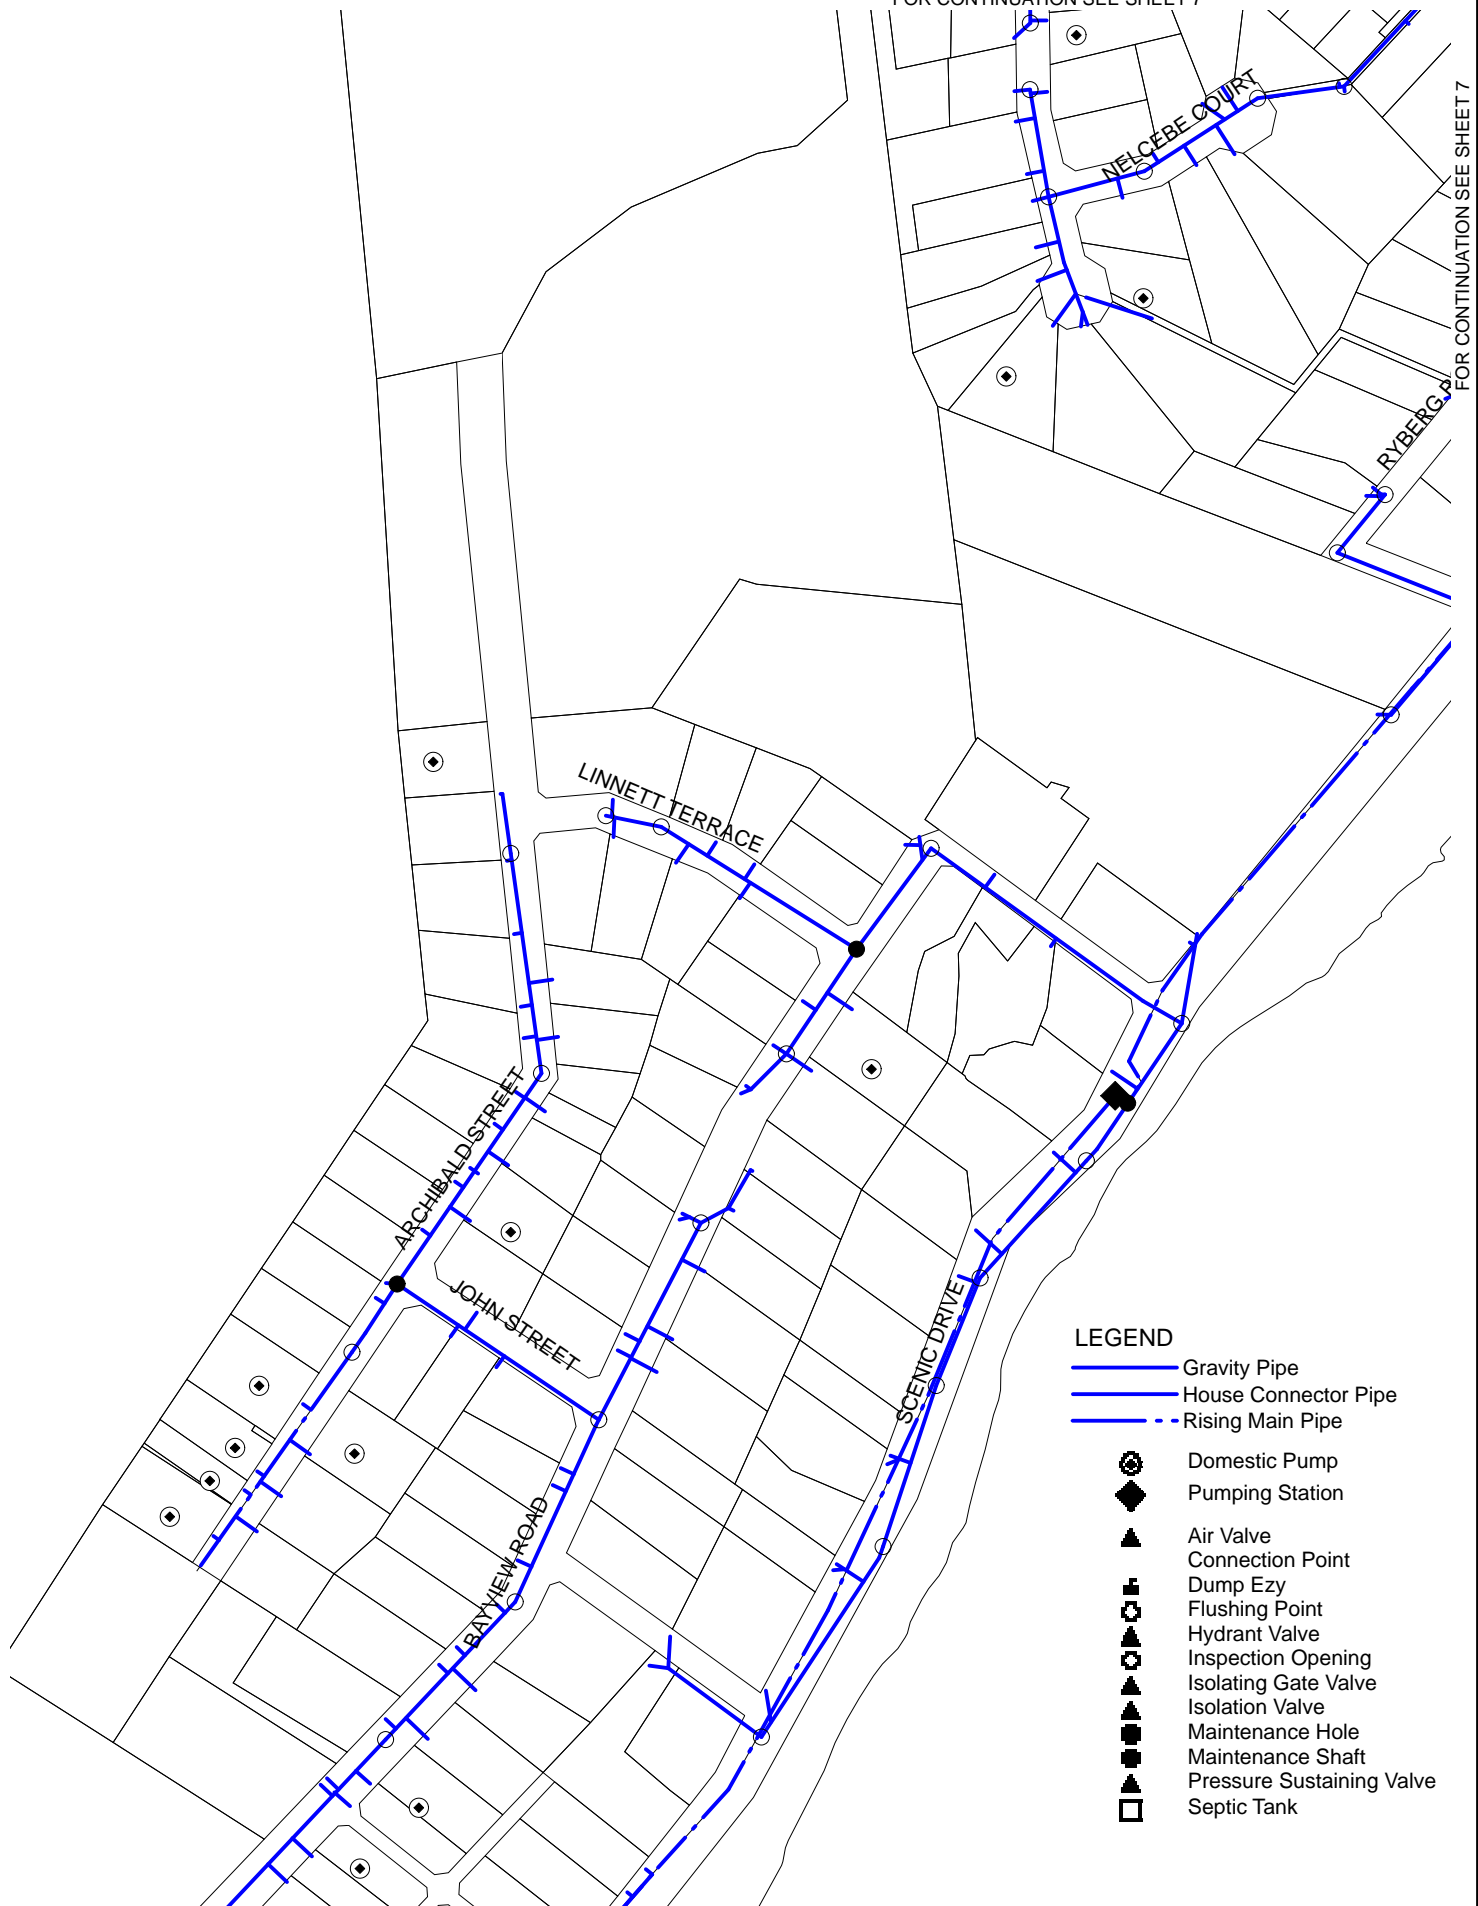 FOR CONTINUATION SEE SHEET 7
FOR CONTINUATION SEE SHEET 7
NELCEBE COURT
RYBERG R
LINNETT TERRACE
ARCHIBALD STREET
JOHN STREET
SCENIC DRIVE
BAYVIEW ROAD
LEGEND
Gravity Pipe
House Connector Pipe
Rising Main Pipe
Domestic Pump
Pumping Station
Air Valve
Connection Point
Dump Ezy
Flushing Point
Hydrant Valve
Inspection Opening
Isolating Gate Valve
Isolation Valve
Maintenance Hole
Maintenance Shaft
Pressure Sustaining Valve
Septic Tank